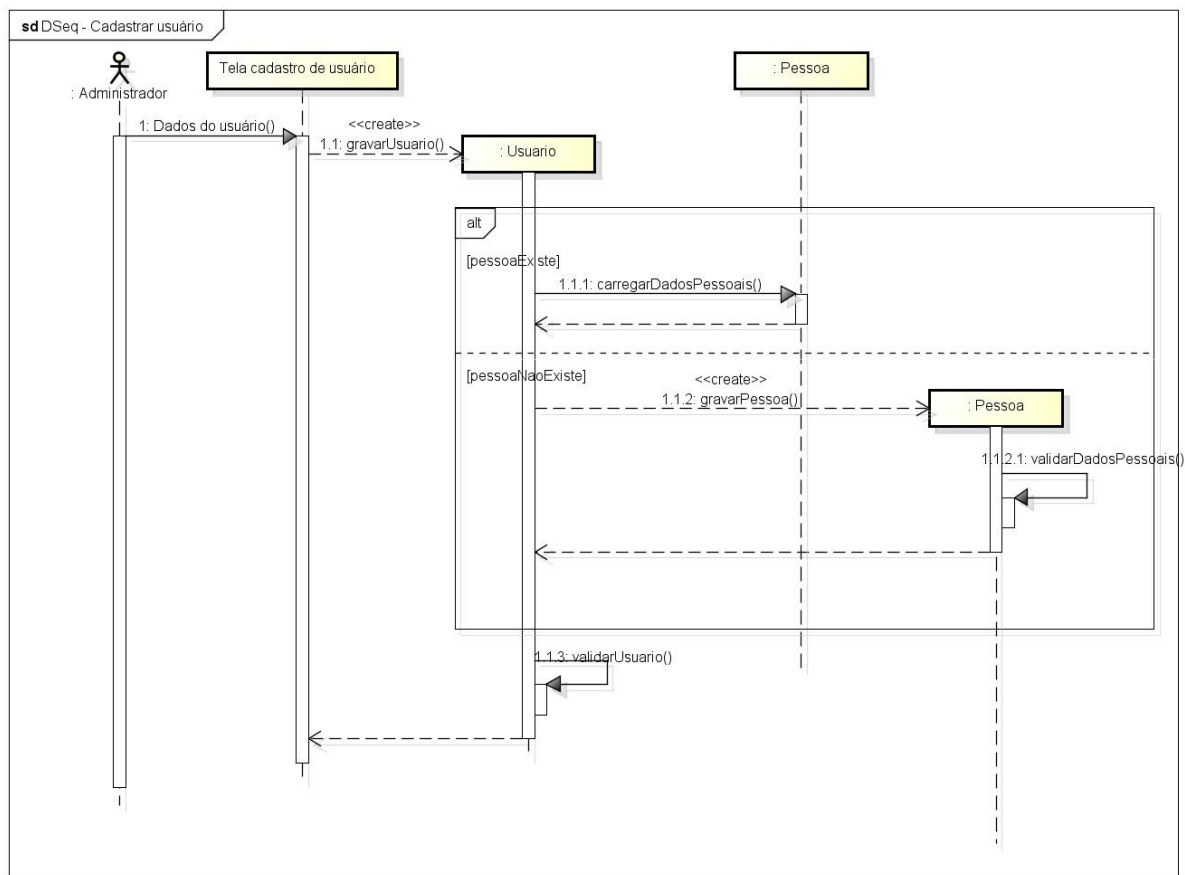 sd DSeq - Cadastrar usuário
: Administrador
Tela cadastro de usuário
: Pessoa
1: Dados do usuário()
<<create>>
1.1: gravarUsuario()
: Usuario
alt
[pessoaExiste]
1.1.1: carregarDadosPessoais()
[pessoaNaoExiste]
<<create>>
1.1.2: gravarPessoa()
: Pessoa
1.1.2.1: validarDadosPessoais()
1.1.3: validarUsuario()